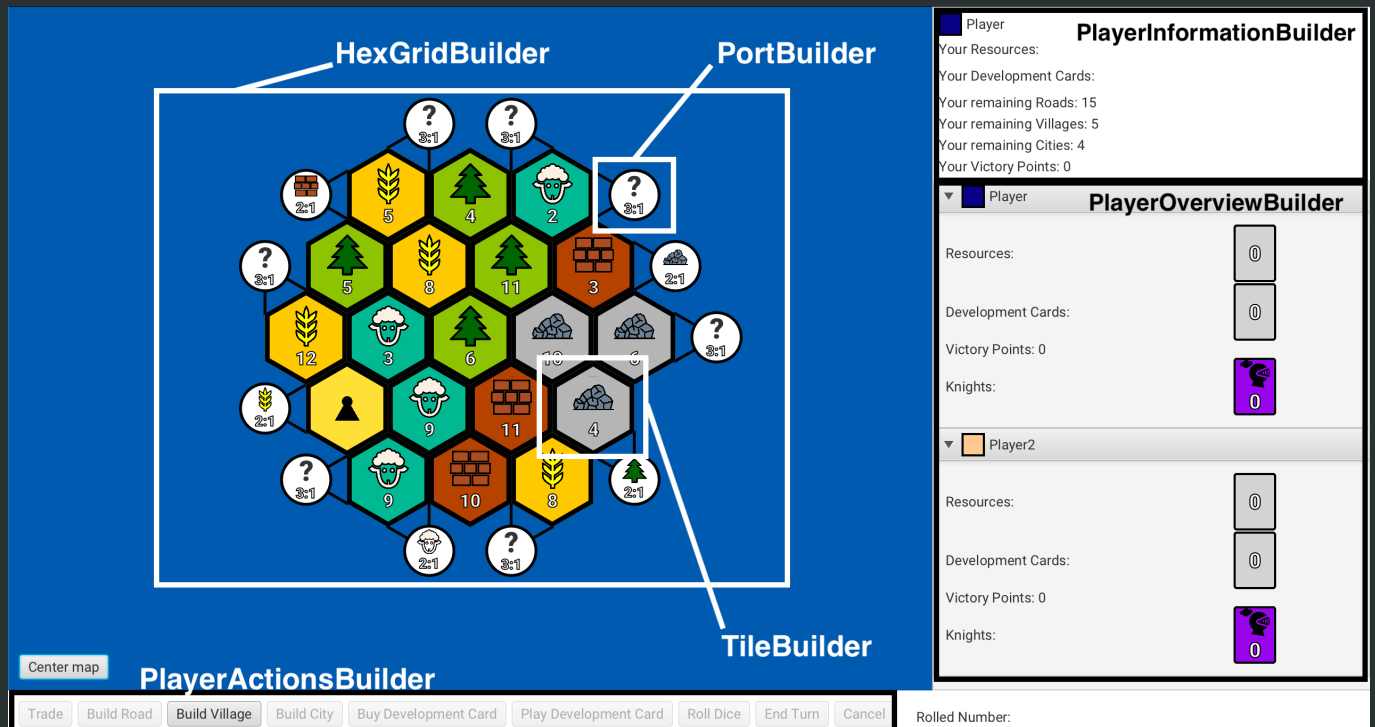 HexGridBuilder
PortBuilder
? 3:1
? 3:1
2:1
5
4
2
? 3:1
? 3:1
5
8
11
3
2:1
12
3
6
10
6
? 3:1
2:1
9
11
4
? 3:1
9
10
8
2:1
2:1
? 3:1
TileBuilder
Center map
PlayerActionsBuilder
Trade
Build Road
Build Village
Build City
Buy Development Card
Play Development Card
Roll Dice
End Turn
Cancel
Player
PlayerInformationBuilder
Your Resources:
Your Development Cards:
Your remaining Roads: 15
Your remaining Villages: 5
Your remaining Cities: 4
Your Victory Points: 0
Player
PlayerOverviewBuilder
Resources: 0
Development Cards: 0
Victory Points: 0
Knights: 0
Player2
Resources: 0
Development Cards: 0
Victory Points: 0
Knights: 0
Rolled Number: